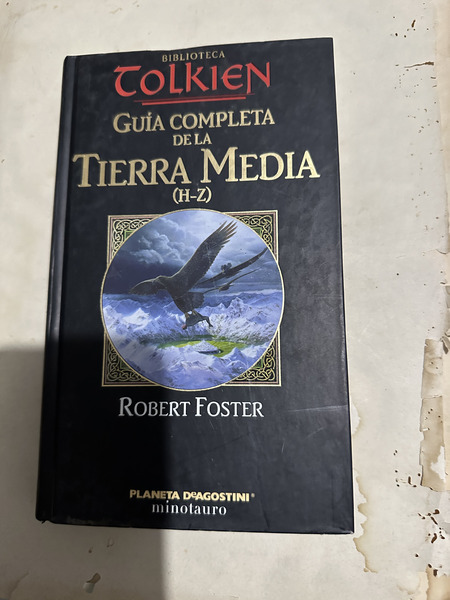 BIBLIOTECA
TOLKIEN
GUÍA COMPLETA
DE LA
TIERRA MEDIA
(H-Z)
ROBERT FOSTER
PLANETA DeAGOSTINI®
minotauro